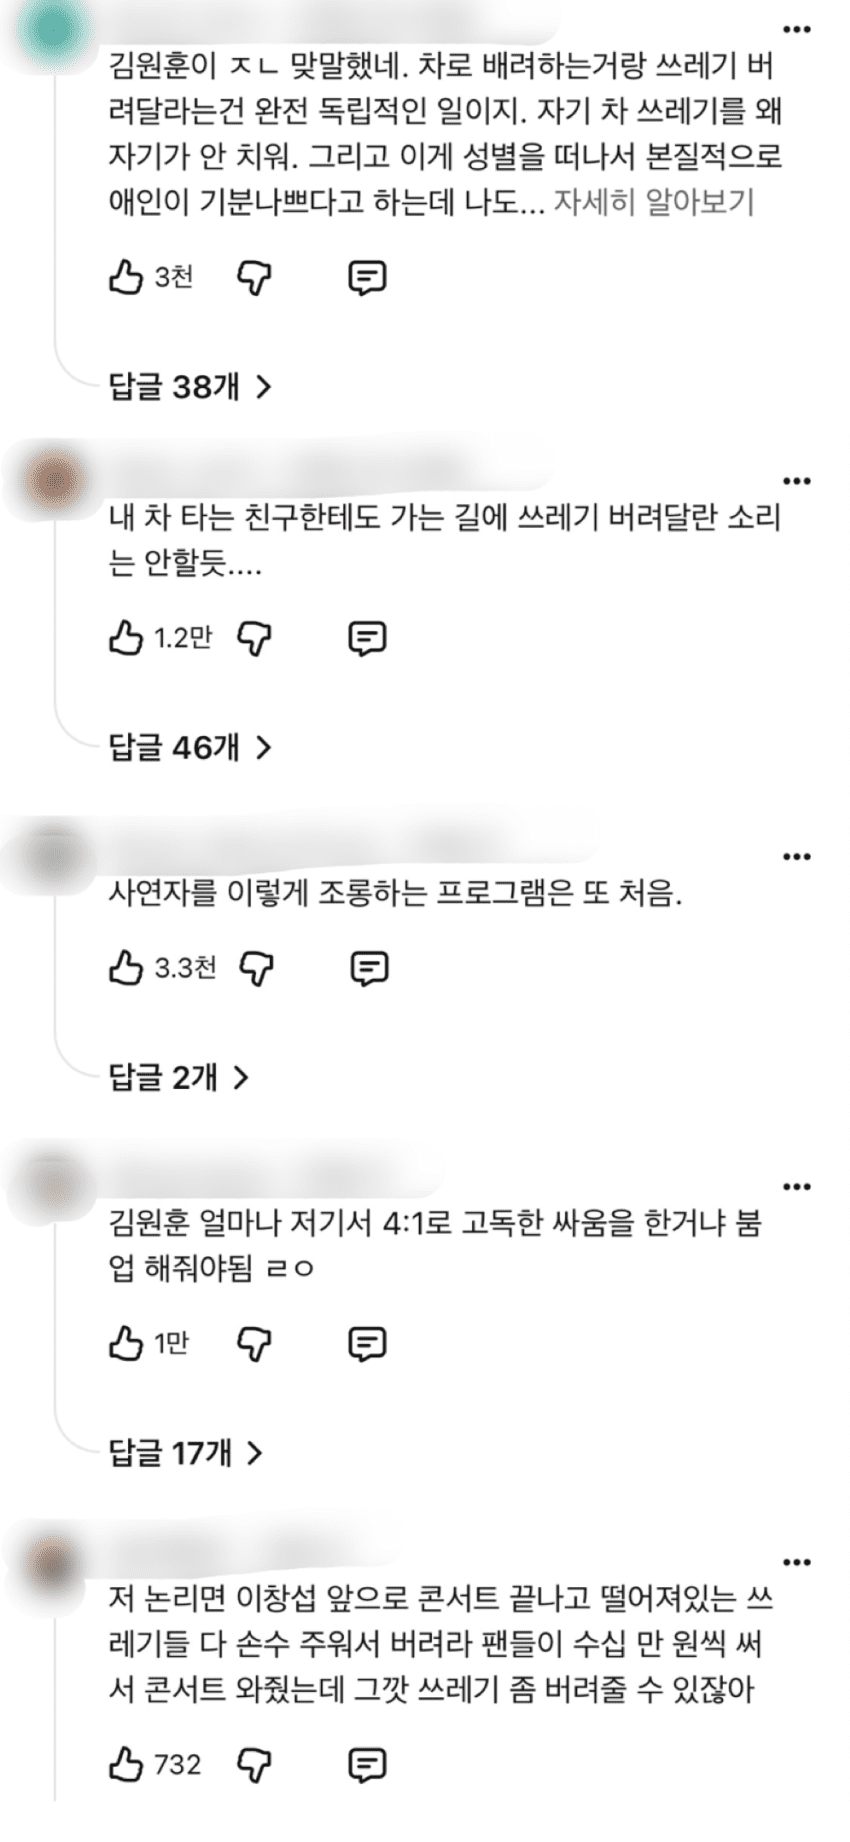 김원훈이 ㅈㄴ 맞말했네. 차로 배려하는거랑 쓰레기 버
려달라는건 완전 독립적인 일이지. 자기 차 쓰레기를 왜
자기가 안 치워. 그리고 이게 성별을 떠나서 본질적으로
애인이 기분나쁘다고 하는데 나도... 자세히 알아보기
3천
답글 38개
내 차 타는 친구한테도 가는 길에 쓰레기 버려달란 소리
는 안할듯....
1.2만
답글 46개
사연자를 이렇게 조롱하는 프로그램은 또 처음.
3.3천
답글 2개
김원훈 얼마나 저기서 4:1로 고독한 싸움을 한거냐 붐
업 해줘야됨 ㄹㅇ
1만
답글 17개
저 논리면 이창섭 앞으로 콘서트 끝나고 떨어져있는 쓰
레기들 다 손수 주워서 버려라 팬들이 수십 만 원씩 써
서 콘서트 와줬는데 그깟 쓰레기 좀 버려줄 수 있잖아
732